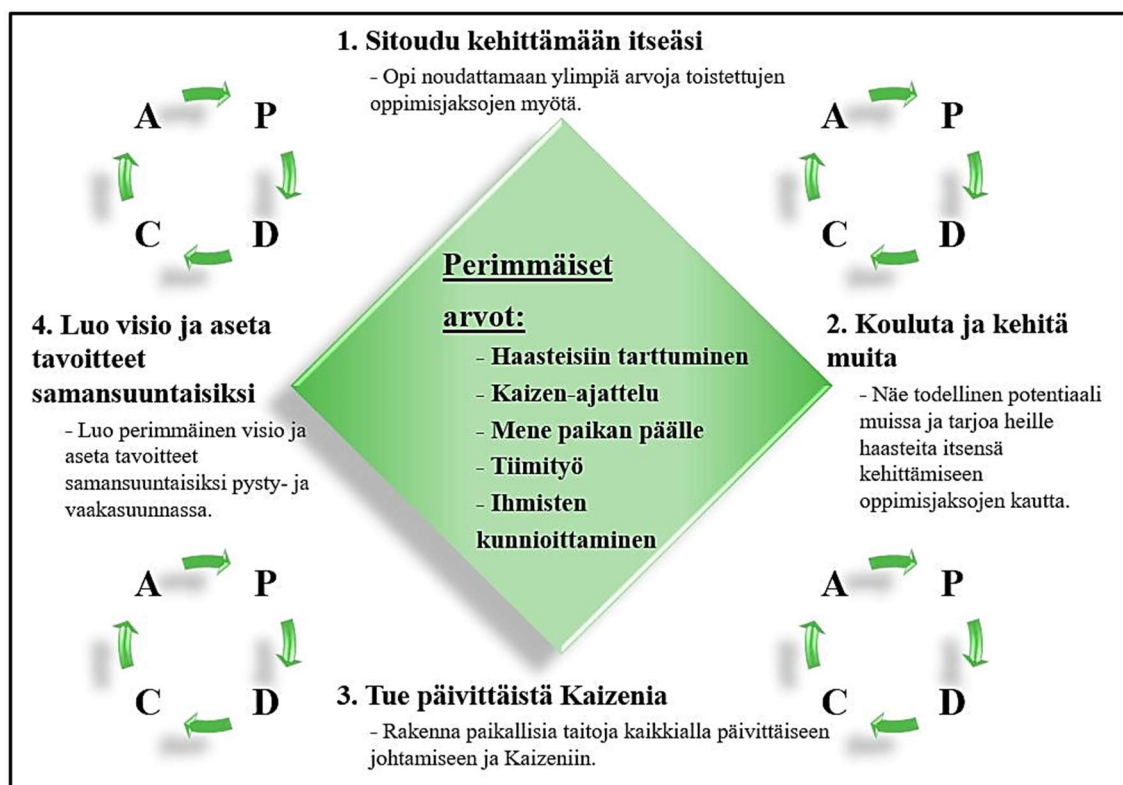 1. Sitoudu kehittämään itseäsi
- Opi noudattamaan ylimpiä arvoja toistettujen
oppimisjaksojen myötä.
A P
C D
A P
C D
Perimmäiset
arvot:
- Haasteisiin tarttuminen
- Kaizen-ajattelu
- Mene paikan päälle
- Tiimityö
- Ihmisten
kunnioittaminen
2. Kouluta ja kehitä
muita
- Näe todellinen potentiaali
muissa ja tarjoa heille
haasteita itsensä
kehittämiseen
oppimisjaksojen kautta.
4. Luo visio ja aseta
tavoitteet
samansuuntaisiksi
- Luo perimmäinen visio ja
aseta tavoitteet
samansuuntaisiksi pysty- ja
vaakasuunnassa.
A P
C D
A P
C D
3. Tue päivittäistä Kaizenia
- Rakenna paikallisia taitoja kaikkialla päivittäiseen
johtamiseen ja Kaizeniin.